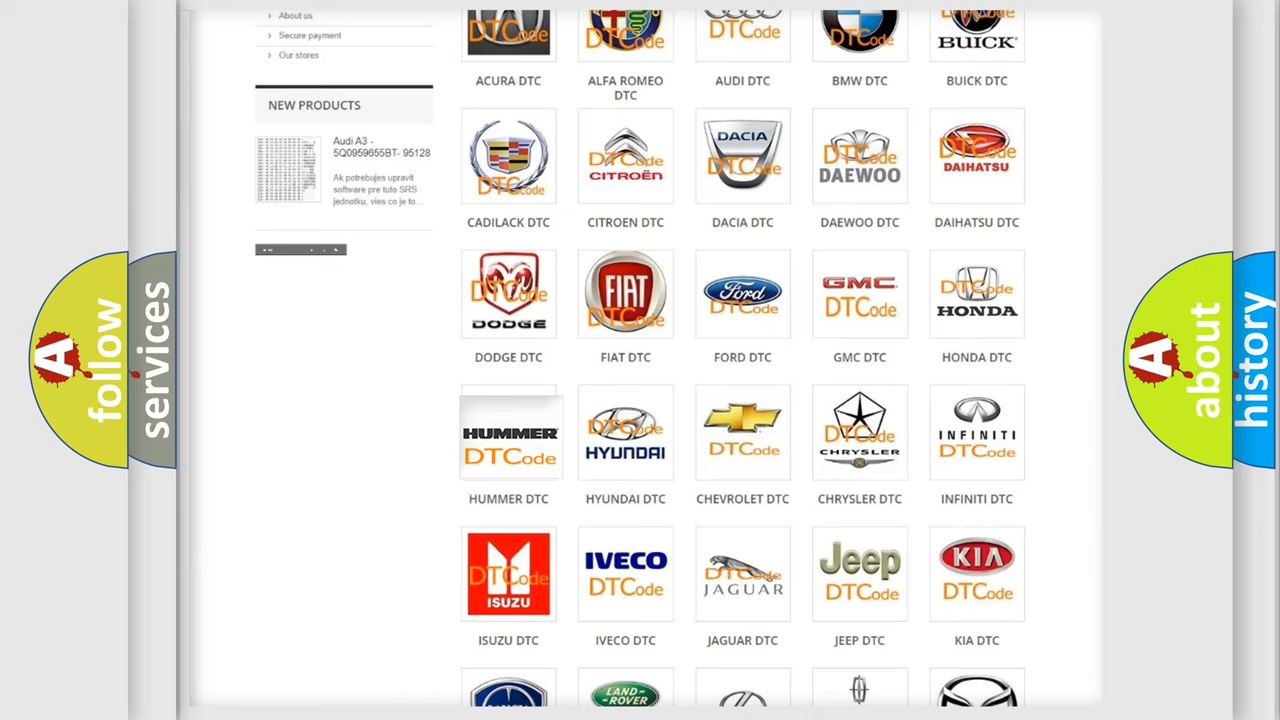 About us
Secure payment
Our stores
NEW PRODUCTS
Audi A3 -
5Q0959655BT- 95128
Ak potrebujes upravit
software pre tuto SRS
jednotku, vies co je to...
A follow
services
A about
history
DTCode
DTCode
DTCode
DTCode
BUICK
ACURA DTC
ALFA ROMEO
DTC
AUDI DTC
BMW DTC
BUICK DTC
DTCode
DTCode
CITROËN
DACIA
DTCode
DTCode
DAEWOO
DTCode
DAIHATSU
CADILACK DTC
CITROEN DTC
DACIA DTC
DAEWOO DTC
DAIHATSU DTC
DTCode
DODGE
FIAT
DTCode
Ford
DTCode
GMC
DTCode
DTCode
HONDA
DODGE DTC
FIAT DTC
FORD DTC
GMC DTC
HONDA DTC
HUMMER
DTCode
DTCode
HYUNDAI
DTCode
DTCode
CHRYSLER
INFINITI
DTCode
HUMMER DTC
HYUNDAI DTC
CHEVROLET DTC
CHRYSLER DTC
INFINITI DTC
DTCode
ISUZU
IVECO
DTCode
DTCode
JAGUAR
Jeep
DTCode
KIA
DTCode
ISUZU DTC
IVECO DTC
JAGUAR DTC
JEEP DTC
KIA DTC
LAND-
ROVER